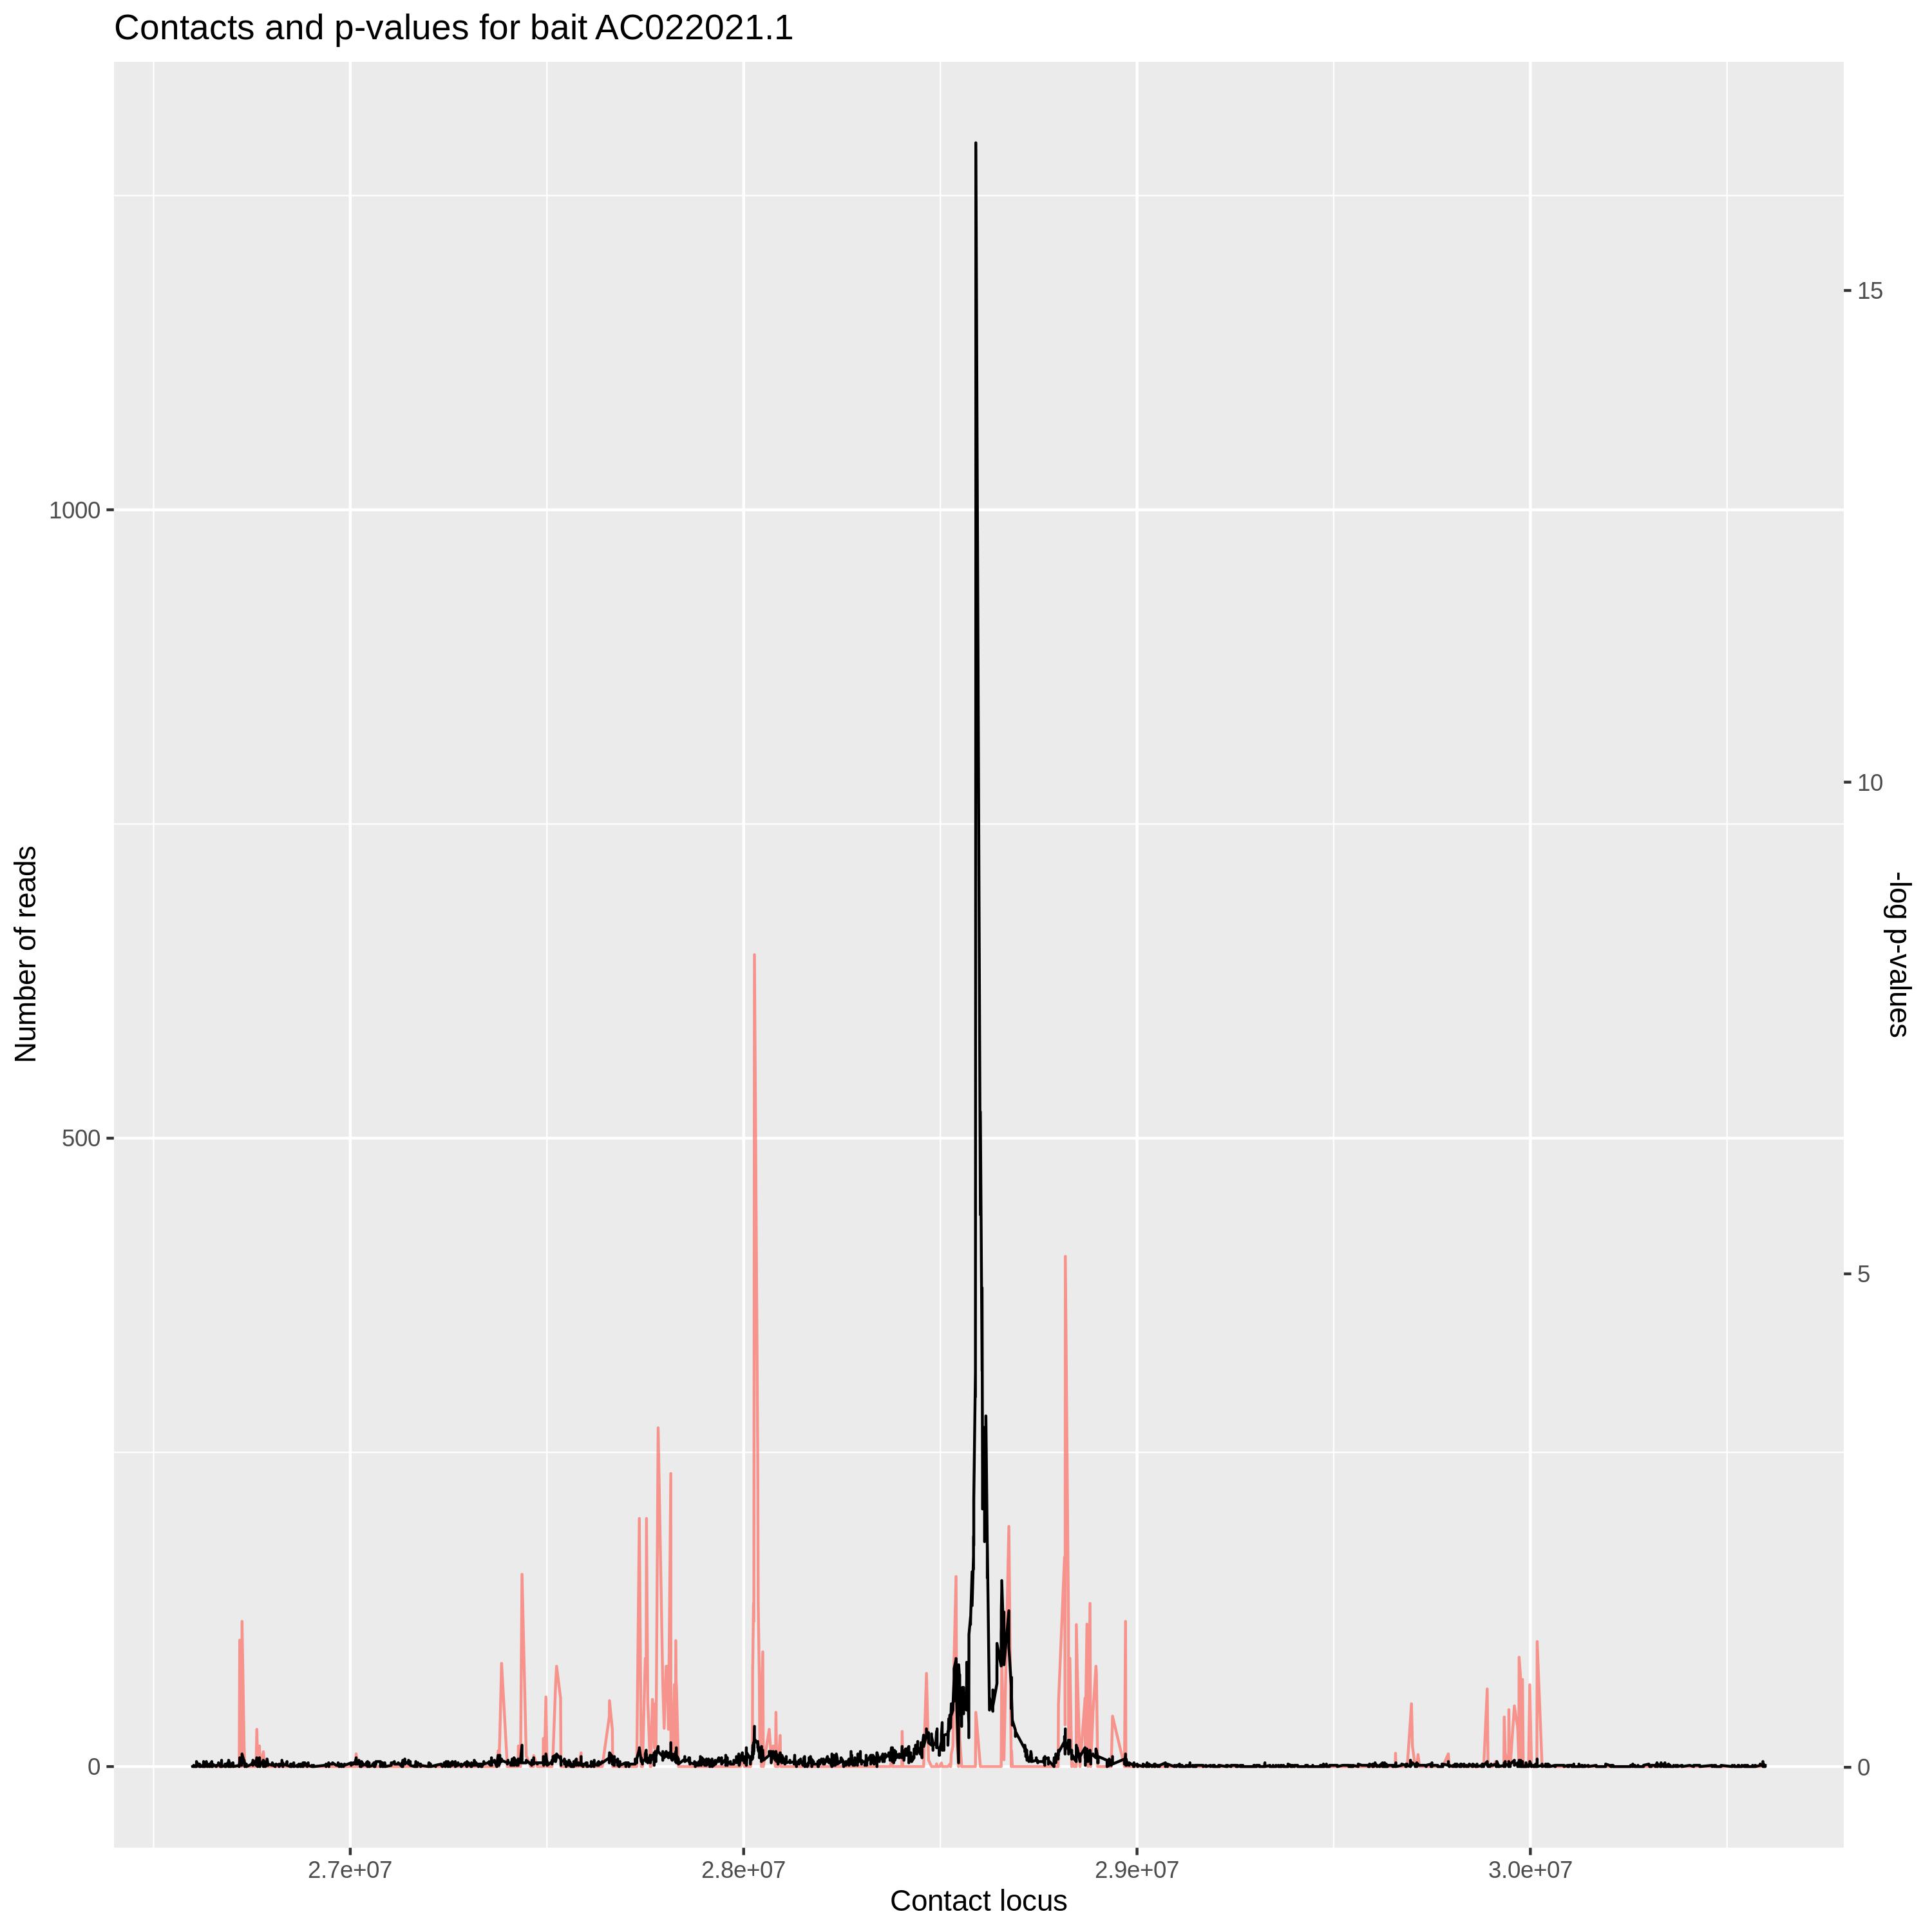 Contacts and p-values for bait AC022021.1
Number of reads
1000
500
0
15
10
5
0
-log p-values
2.7e+07
2.8e+07
2.9e+07
3.0e+07
Contact locus